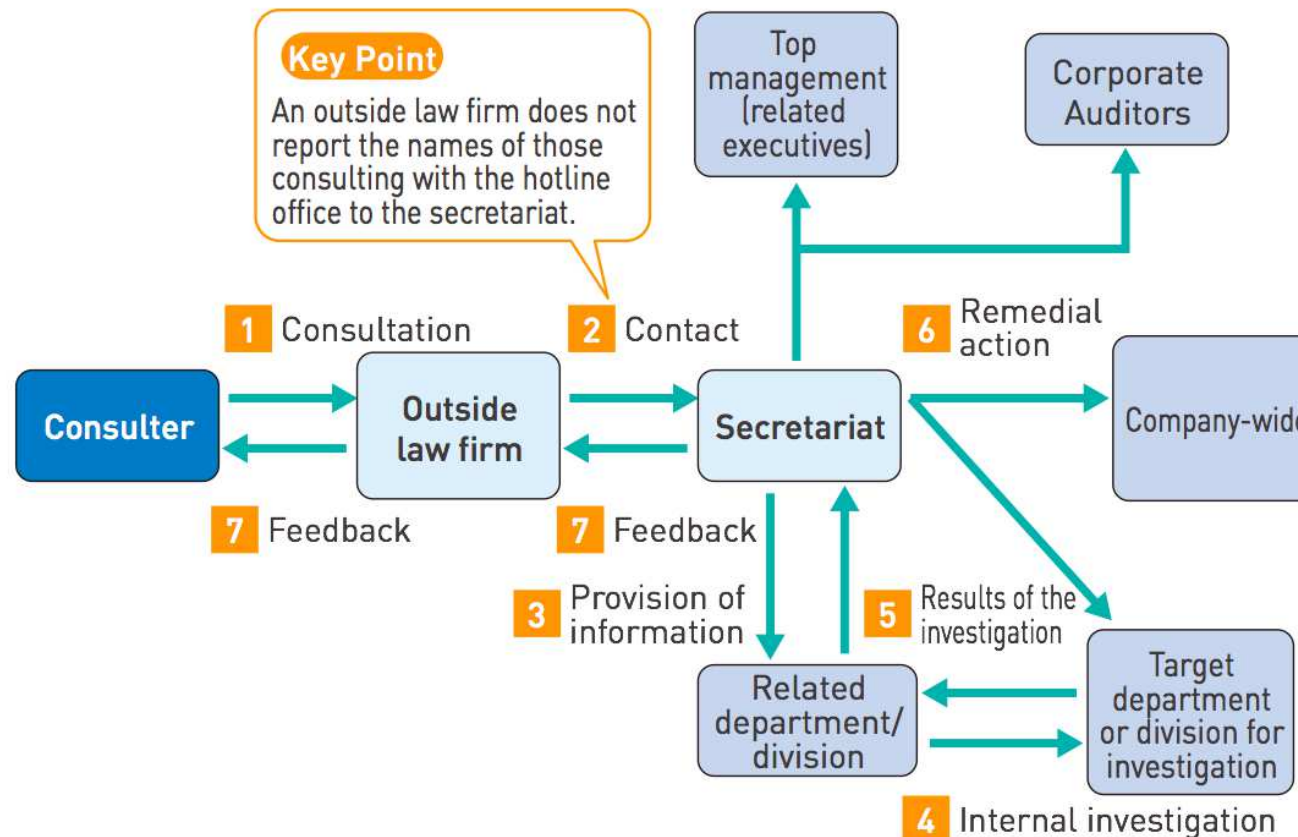 Key Point
An outside law firm does not
report the names of those
consulting with the hotline
office to the secretariat.
Top
management
(related
executives)
Corporate
Auditors
1 Consultation
2 Contact
6 Remedial
action
Consulter
Outside
law firm
Secretariat
Company-wide
7 Feedback
7 Feedback
3 Provision of
information
5 Results of the
investigation
Related
department/
division
Target
department
or division for
investigation
4 Internal investigation